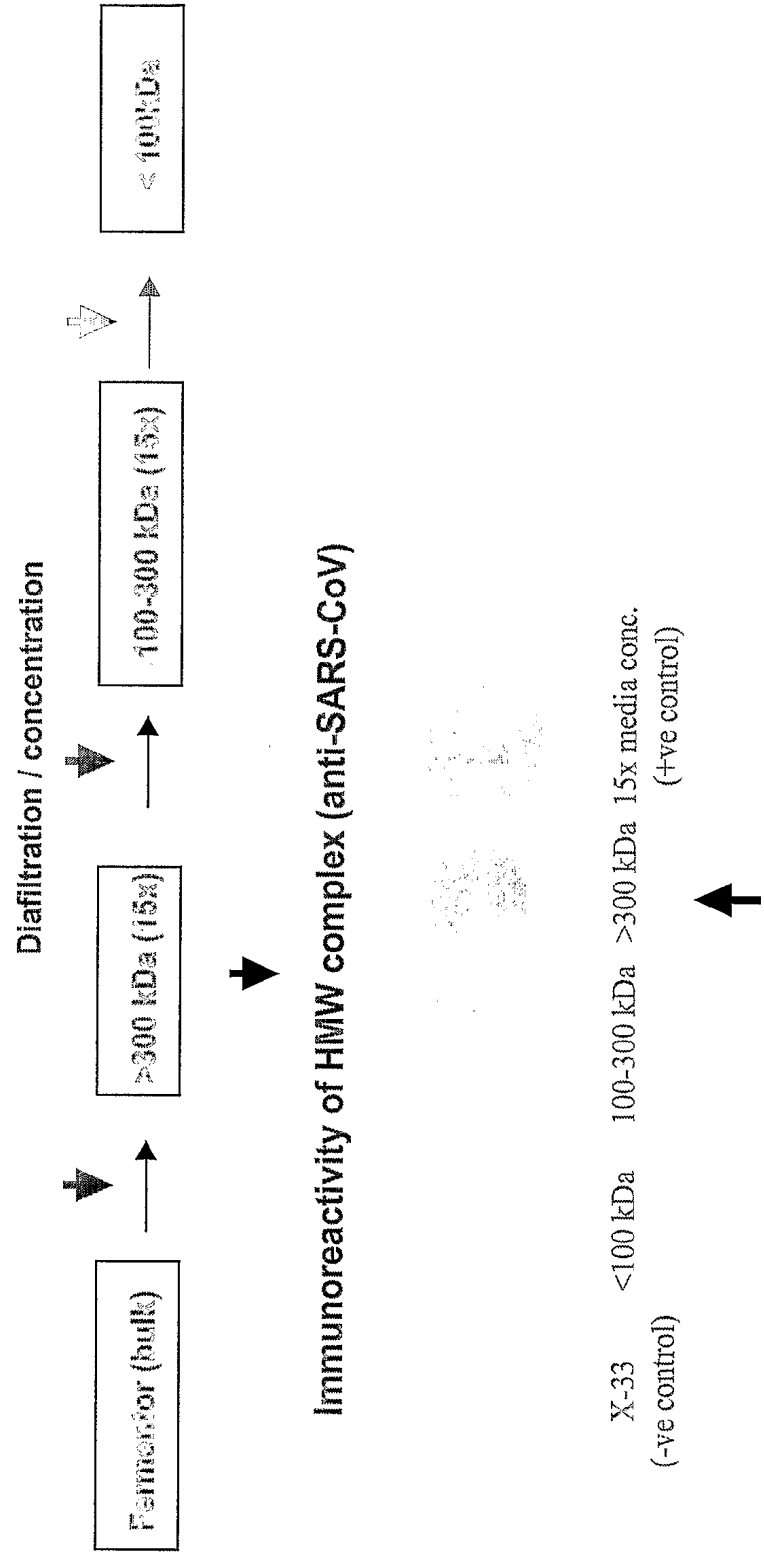 Diafiltration / concentration
Fermentor (bulk)
>300 kDa (15x)
100-300 kDa (15x)
< 100kDa
Immunoreactivity of HMW complex (anti-SARS-CoV)
X-33 <100 kDa 100-300 kDa >300 kDa 15x media conc.
(-ve control) (+ve control)